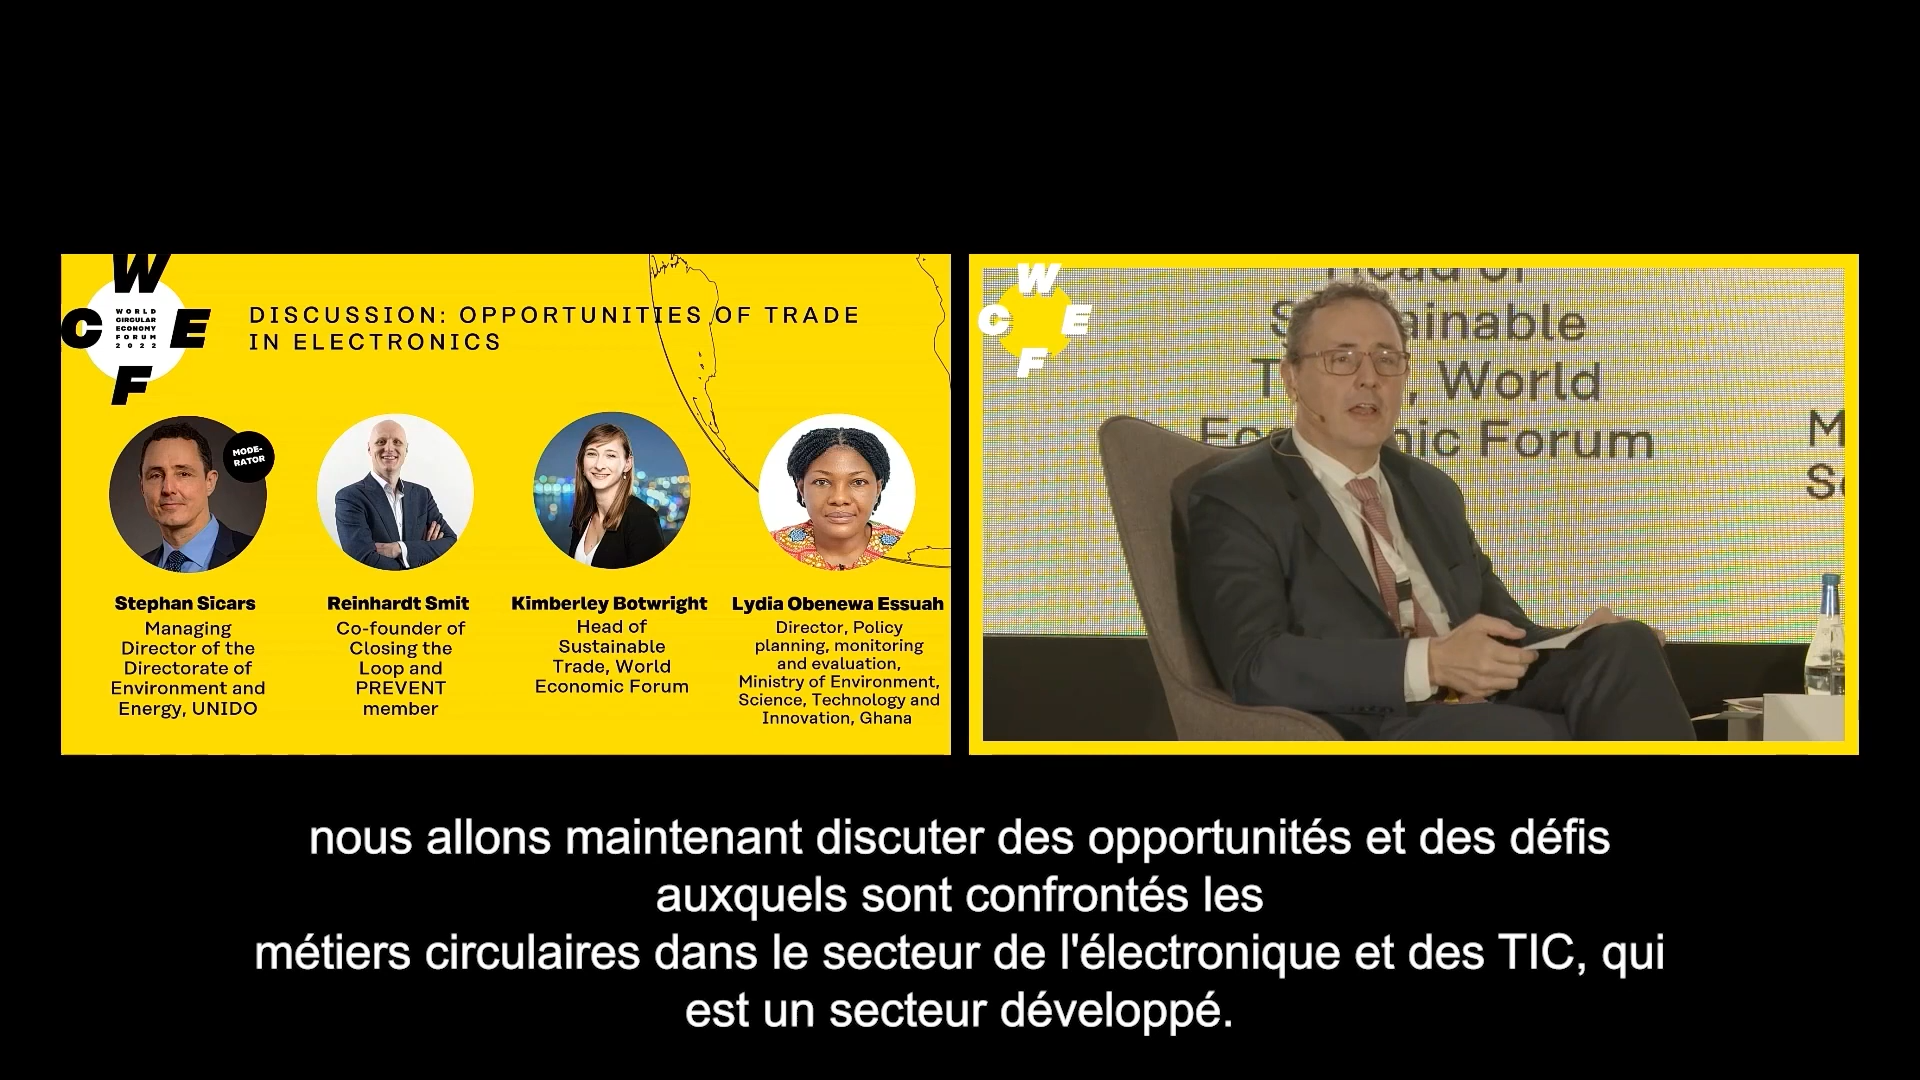 W
C E
F
WORLD
CIRCULAR
ECONOMY
FORUM
2022
DISCUSSION: OPPORTUNITIES OF TRADE
IN ELECTRONICS
MODE-
RATOR
Stephan Sicars
Managing
Director of the
Directorate of
Environment and
Energy, UNIDO
Reinhardt Smit
Co-founder of
Closing the
Loop and
PREVENT
member
Kimberley Botwright
Head of
Sustainable
Trade, World
Economic Forum
Lydia Obenewa Essuah
Director, Policy
planning, monitoring
and evaluation,
Ministry of Environment,
Science, Technology and
Innovation, Ghana
W
C E
F
Head of
World
Forum
nous allons maintenant discuter des opportunités et des défis
auxquels sont confrontés les
métiers circulaires dans le secteur de l'électronique et des TIC, qui
est un secteur développé.